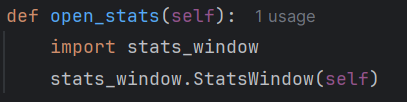 def open_stats(self): 1 usage
    import stats_window
    stats_window.StatsWindow(self)